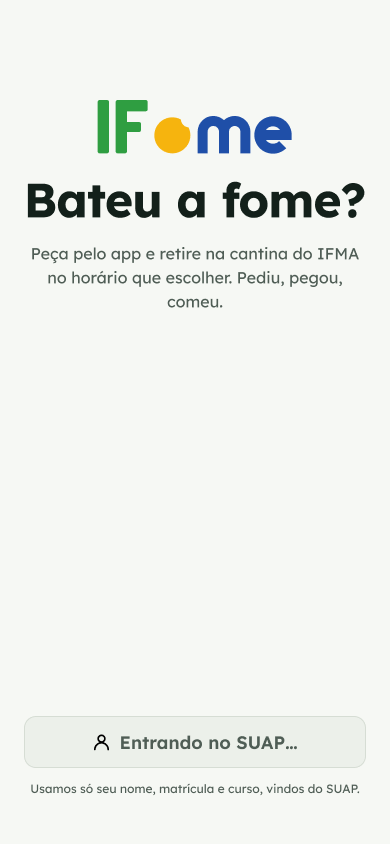 IFome
Bateu a fome?
Peça pelo app e retire na cantina do IFMA
no horário que escolher. Pediu, pegou,
comeu.
Entrando no SUAP...
Usamos só seu nome, matrícula e curso, vindos do SUAP.